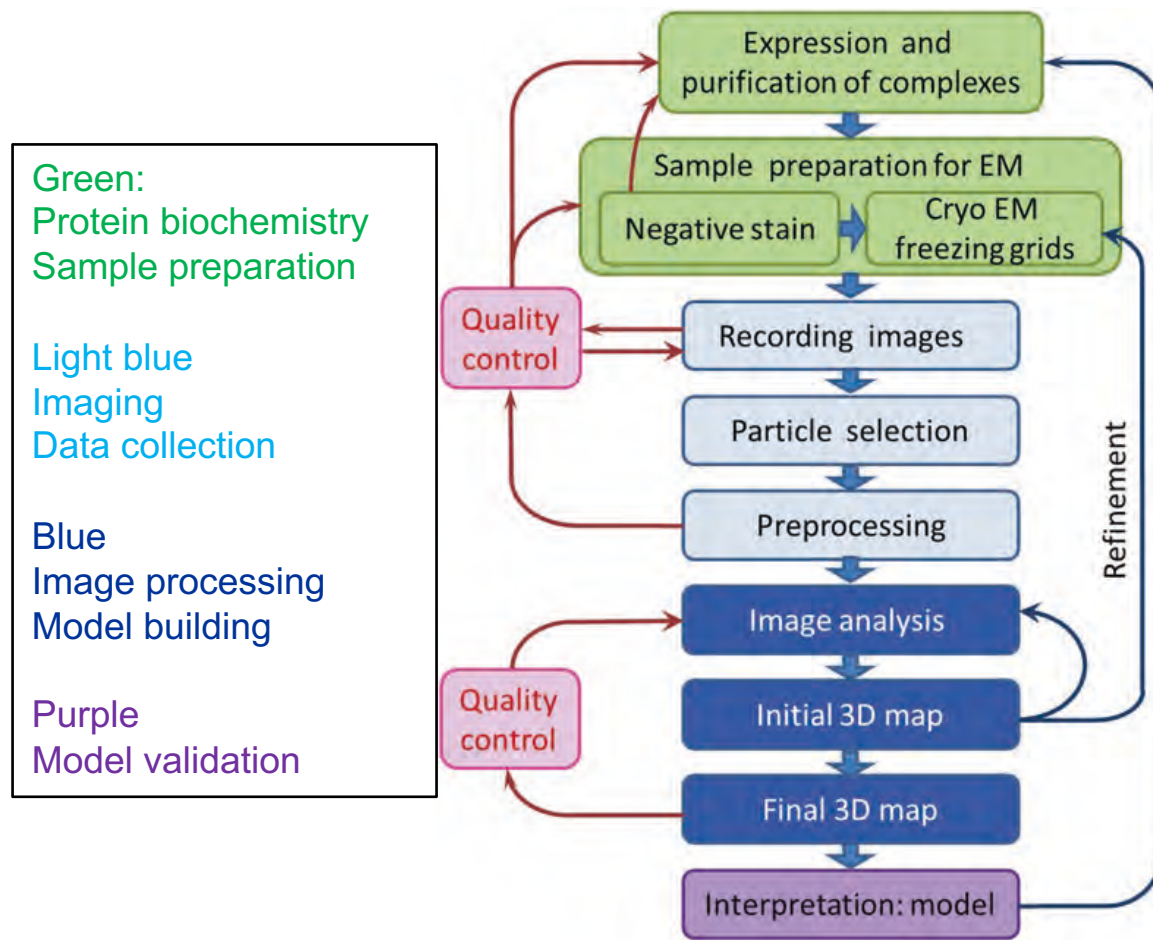 Green:
Protein biochemistry
Sample preparation
Light blue
Imaging
Data collection
Blue
Image processing
Model building
Purple
Model validation
Expression and
purification of complexes
Sample preparation for EM
Negative stain
Cryo EM
freezing grids
Quality
control
Recording images
Particle selection
Preprocessing
Refinement
Image analysis
Quality
control
Initial 3D map
Final 3D map
Interpretation: model